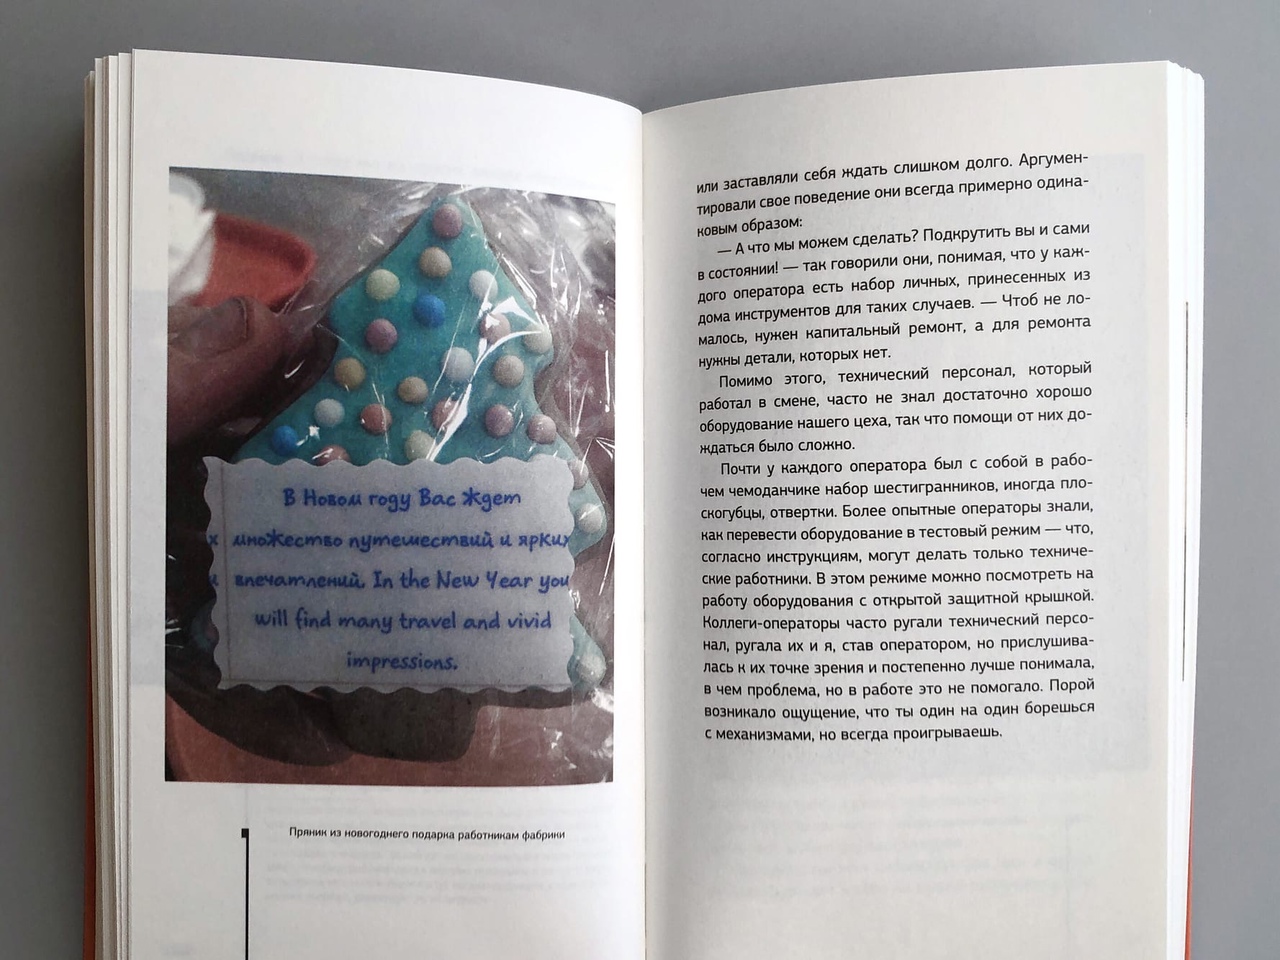 В Новом году Вас ждет
множество путешествий и ярких
впечатлений. In the New Year you
will find many travel and vivid
impressions.
Пряник из новогоднего подарка работникам фабрики
или заставляли себя ждать слишком долго. Аргумен-
тировали свое поведение они всегда примерно одина-
ковым образом:
— А что мы можем сделать? Подкрутить вы и сами
в состоянии! — так говорили они, понимая, что у каж-
дого оператора есть набор личных, принесенных из
дома инструментов для таких случаев. — Чтоб не ло-
малось, нужен капитальный ремонт, а для ремонта
нужны детали, которых нет.
Помимо этого, технический персонал, который
работал в смене, часто не знал достаточно хорошо
оборудование нашего цеха, так что помощи от них до-
ждаться было сложно.
Почти у каждого оператора был с собой в рабо-
чем чемоданчике набор шестигранников, иногда пло-
скогубцы, отвертки. Более опытные операторы знали,
как перевести оборудование в тестовый режим — что,
согласно инструкциям, могут делать только техниче-
ские работники. В этом режиме можно посмотреть на
работу оборудования с открытой защитной крышкой.
Коллеги-операторы часто ругали технический персо-
нал, ругала их и я, став оператором, но прислушива-
лась к их точке зрения и постепенно лучше понимала,
в чем проблема, но в работе это не помогало. Порой
возникало ощущение, что ты один на один борешься
с механизмами, но всегда проигрываешь.